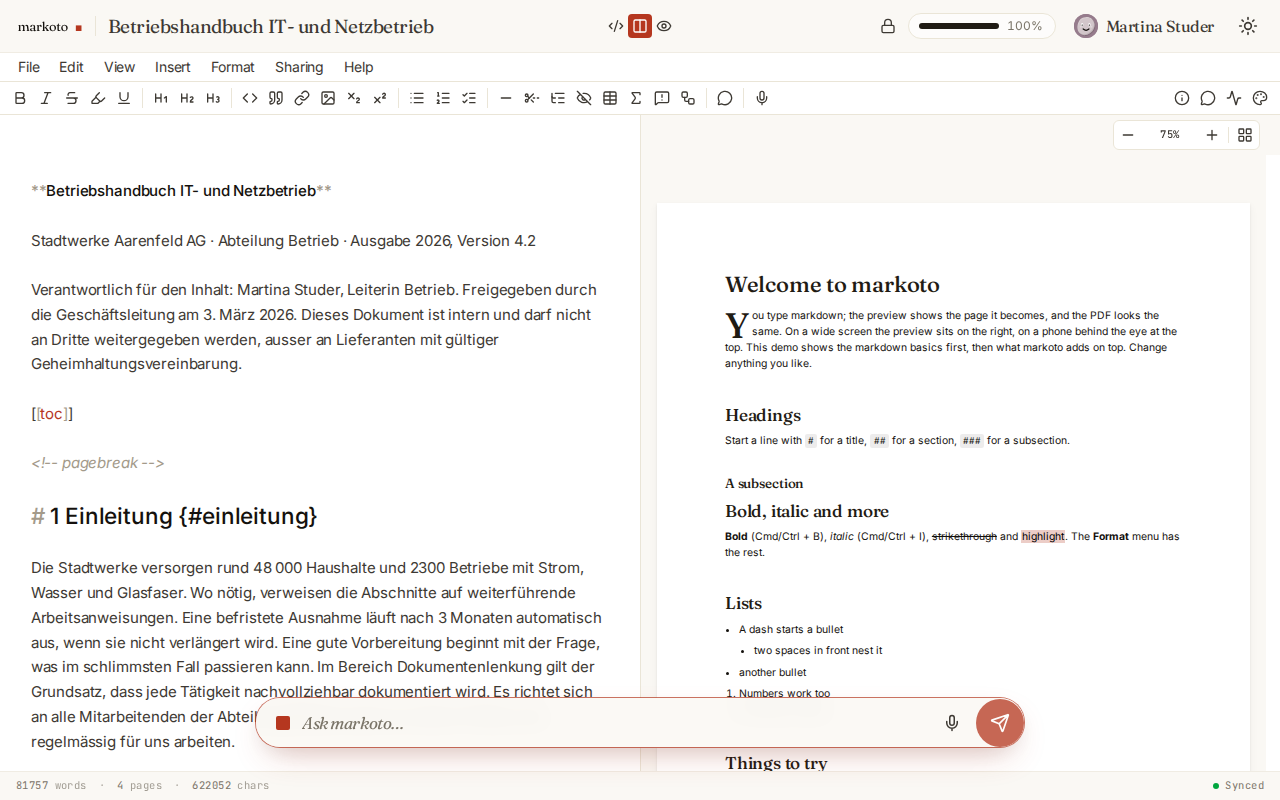 markoto
Betriebshandbuch IT- und Netzbetrieb
100%
Martina Studer
File Edit View Insert Format Sharing Help
H1 H2 H3
75%
**Betriebshandbuch IT- und Netzbetrieb**
Stadtwerke Aarenfeld AG · Abteilung Betrieb · Ausgabe 2026, Version 4.2
Verantwortlich für den Inhalt: Martina Studer, Leiterin Betrieb. Freigegeben durch
die Geschäftsleitung am 3. März 2026. Dieses Dokument ist intern und darf nicht
an Dritte weitergegeben werden, ausser an Lieferanten mit gültiger
Geheimhaltungsvereinbarung.
[[toc]]
<!-- pagebreak -->
# 1 Einleitung {#einleitung}
Die Stadtwerke versorgen rund 48 000 Haushalte und 2300 Betriebe mit Strom,
Wasser und Glasfaser. Wo nötig, verweisen die Abschnitte auf weiterführende
Arbeitsanweisungen. Eine befristete Ausnahme läuft nach 3 Monaten automatisch
aus, wenn sie nicht verlängert wird. Eine gute Vorbereitung beginnt mit der Frage,
was im schlimmsten Fall passieren kann. Im Bereich Dokumentenlenkung gilt der
Grundsatz, dass jede Tätigkeit nachvollziehbar dokumentiert wird. Es richtet sich
an alle Mitarbeitenden der
regelmässig für uns arbeiten.
Welcome to markoto
You type markdown; the preview shows the page it becomes, and the PDF looks the
same. On a wide screen the preview sits on the right, on a phone behind the eye at the
top. This demo shows the markdown basics first, then what markoto adds on top. Change
anything you like.
Headings
Start a line with # for a title, ## for a section, ### for a subsection.
A subsection
Bold, italic and more
Bold (Cmd/Ctrl + B), italic (Cmd/Ctrl + I), strikethrough and highlight. The Format menu has
the rest.
Lists
• A dash starts a bullet
• two spaces in front nest it
• another bullet
1. Numbers work too
Things to try
Ask markoto...
81757 words · 4 pages · 622052 chars
Synced